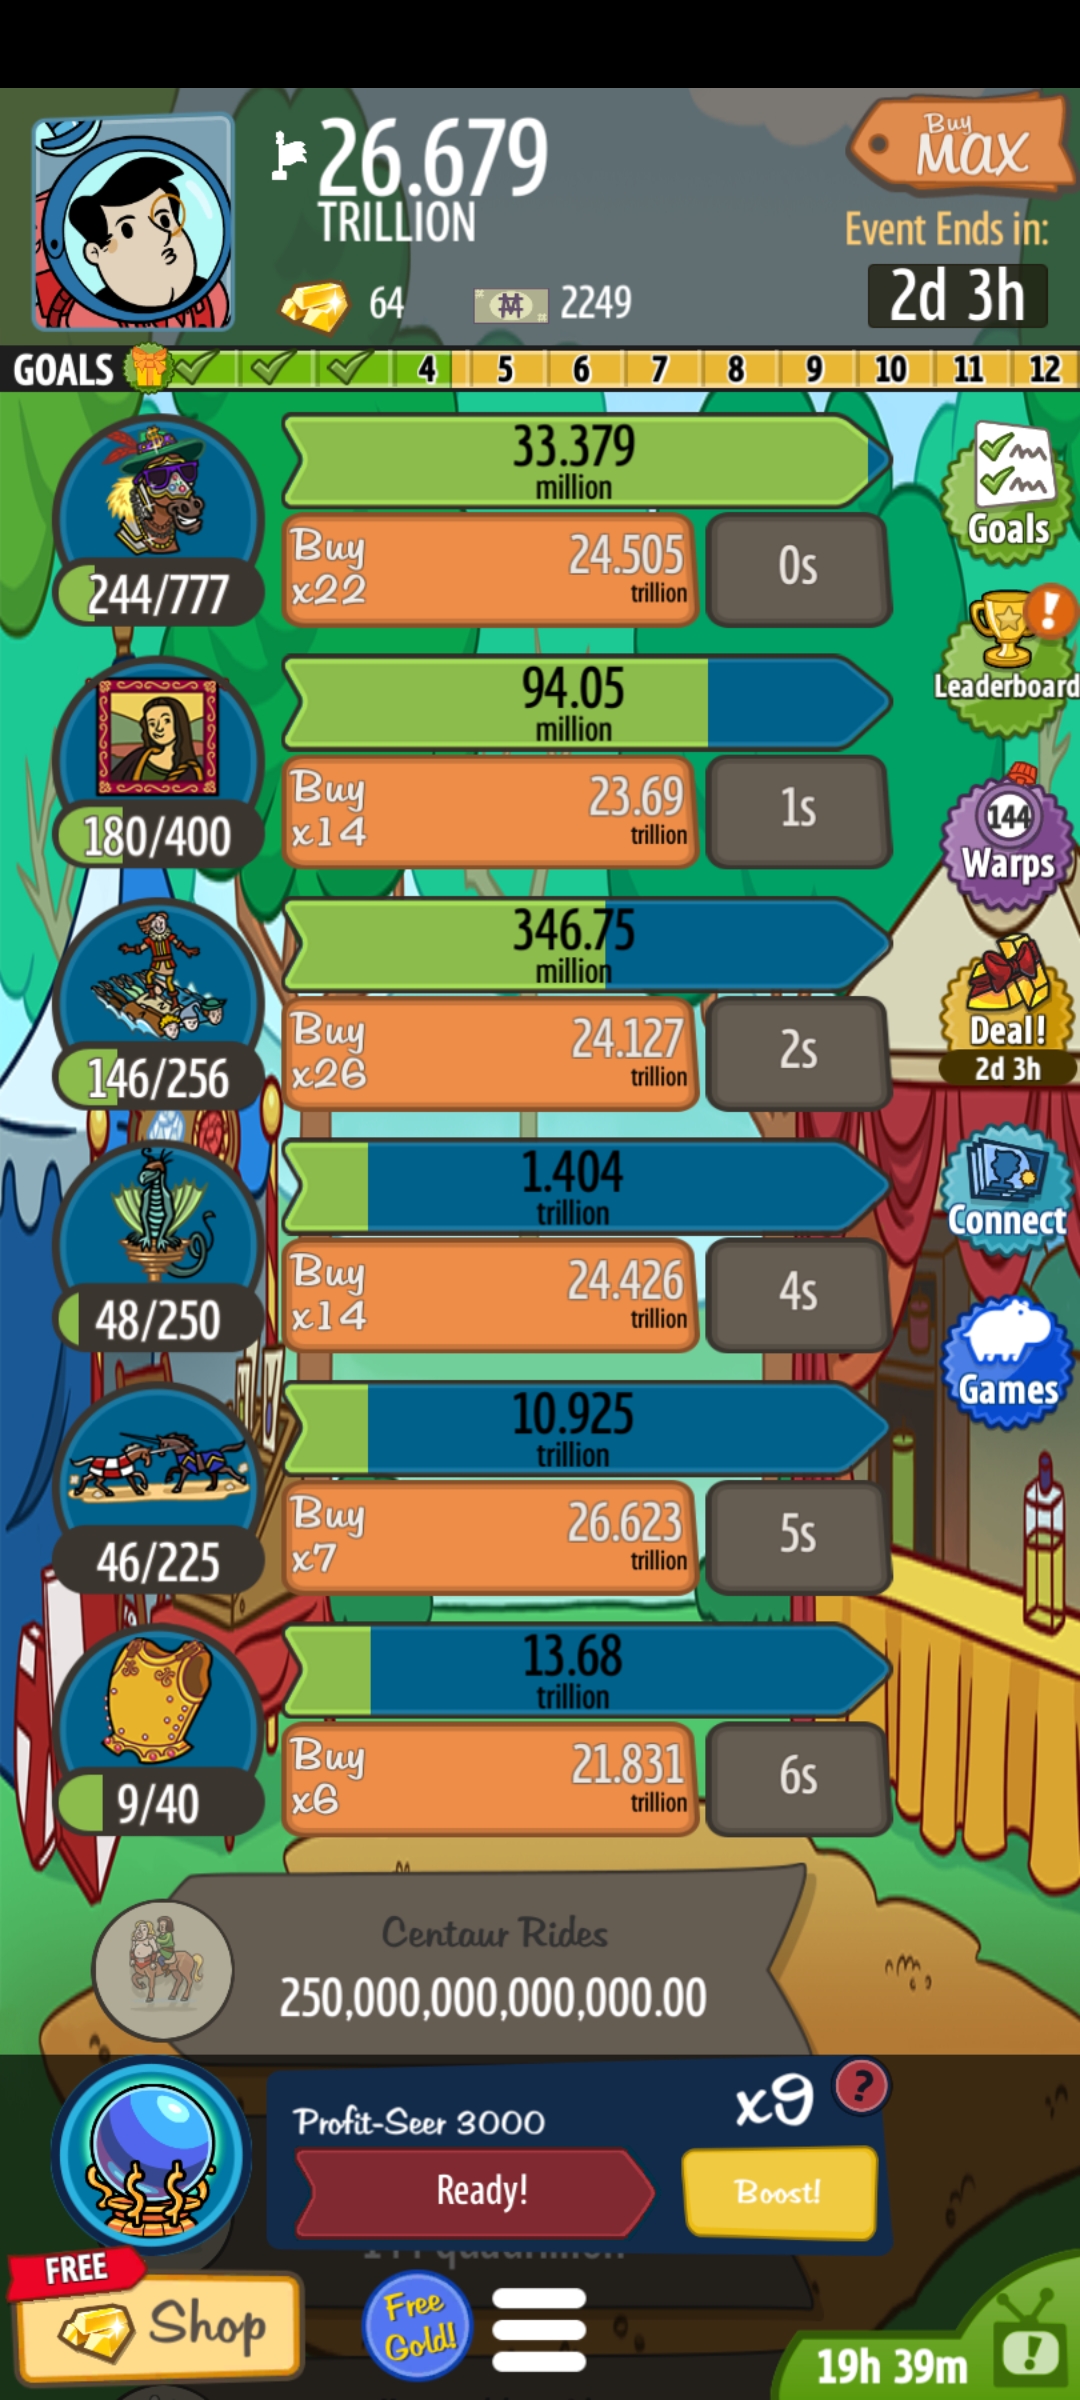 26.679
TRILLION
Buy
MAX
Event Ends in:
2d 3h
64
2249
GOALS 4 5 6 7 8 9 10 11 12
33.379
million
Buy
x22
24.505
trillion
0s
244/777
Goals
94.05
million
Buy
x14
23.69
trillion
1s
180/400
Leaderboard
346.75
million
Buy
x26
24.127
trillion
2s
146/256
144
Warps
1.404
trillion
Buy
x14
24.426
trillion
4s
48/250
Deal!
2d 3h
10.925
trillion
Buy
x7
26.623
trillion
5s
46/225
Connect
13.68
trillion
Buy
x6
21.831
trillion
6s
9/40
Games
Centaur Rides
250,000,000,000,000.00
Profit-Seer 3000
x9
?
Ready!
Boost!
FREE
Shop
Free
Gold!
19h 39m